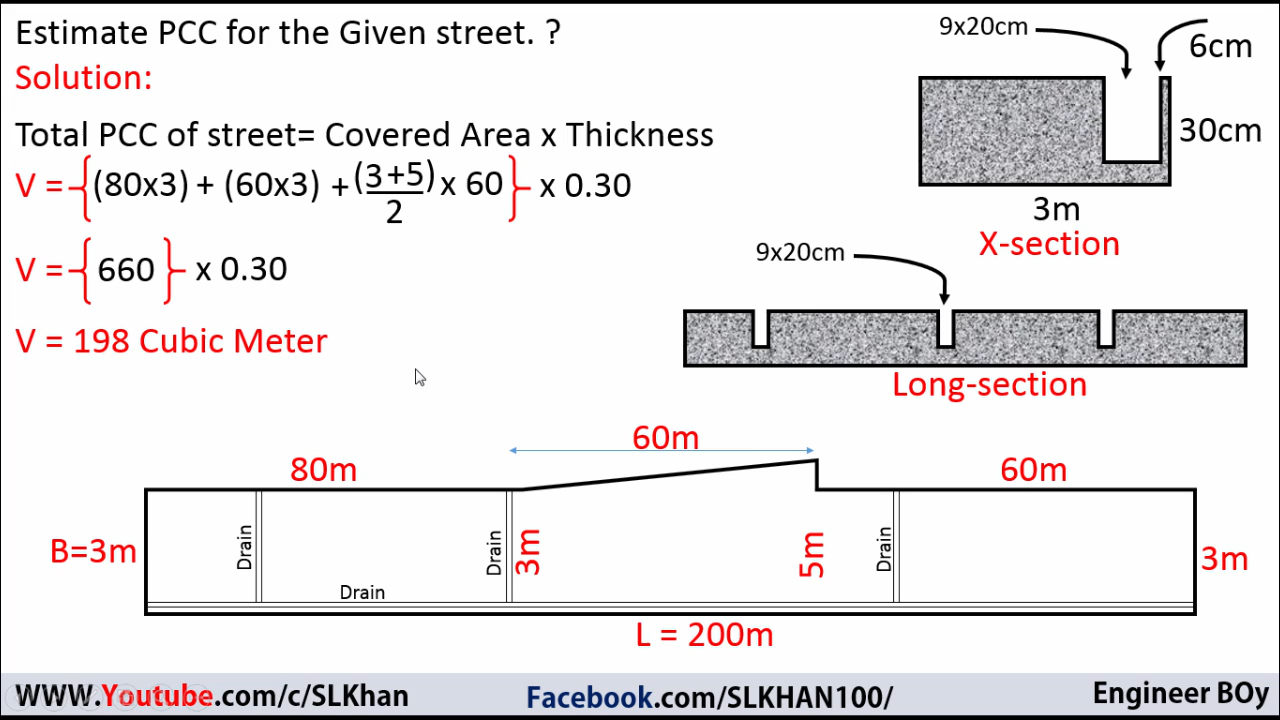 Estimate PCC for the Given street. ?
Solution:
Total PCC of street= Covered Area x Thickness
V = {(80x3) + (60x3) + (3+5)/2 x 60} x 0.30
V = {660} x 0.30
V = 198 Cubic Meter
9x20cm
6cm
30cm
3m
X-section
9x20cm
Long-section
60m
80m
60m
B=3m
Drain
Drain
3m
5m
Drain
3m
Drain
L = 200m
WWW.Youtube.com/c/SLKhan
Facebook.com/SLKHAN100/
Engineer BOy